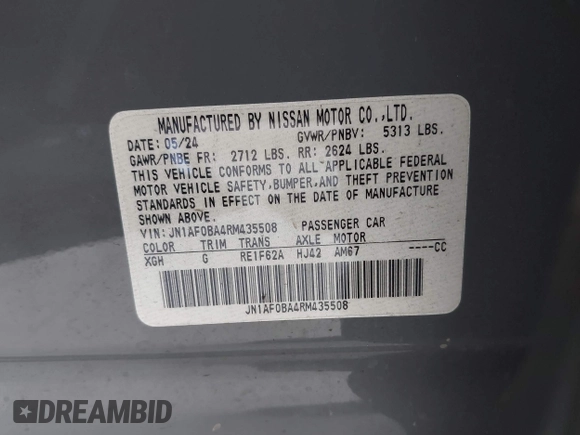 MANUFACTURED BY NISSAN MOTOR CO.,LTD.
DATE: 05/24 GVWR/PNBV: 5313 LBS.
GAWR/PNBE FR: 2712 LBS. RR: 2624 LBS.
THIS VEHICLE CONFORMS TO ALL APPLICABLE FEDERAL
MOTOR VEHICLE SAFETY,BUMPER,AND THEFT PREVENTION
STANDARDS IN EFFECT ON THE DATE OF MANUFACTURE
SHOWN ABOVE.
VIN: JN1AF0BA4RM435508 PASSENGER CAR
COLOR TRIM TRANS AXLE MOTOR
XGH G RE1F62A HJ42 AM67 ----CC
JN1AF0BA4RM435508
DREAMBID